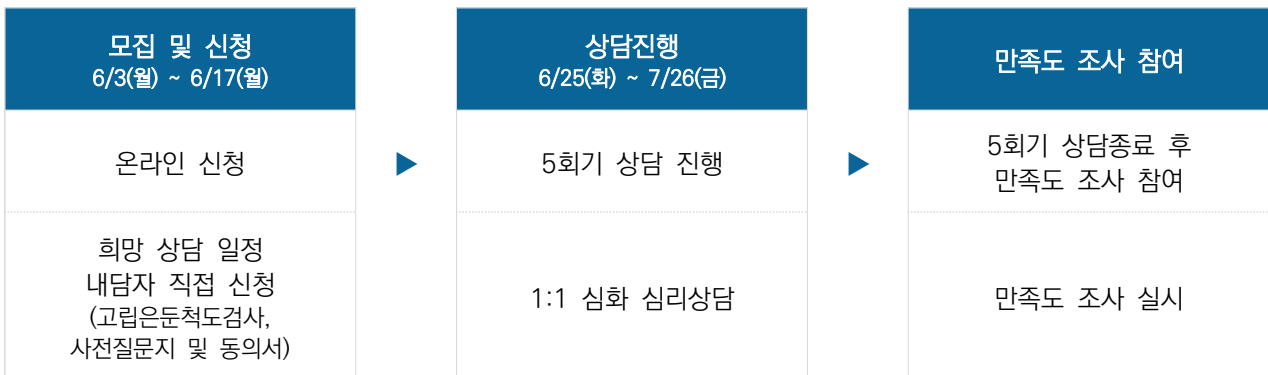 모집 및 신청
6/3(월) ~ 6/17(월)
온라인 신청
희망 상담 일정
내담자 직접 신청
(고립은둔척도검사,
사전질문지 및 동의서)
상담진행
6/25(화) ~ 7/26(금)
5회기 상담 진행
1:1 심화 심리상담
만족도 조사 참여
5회기 상담종료 후
만족도 조사 참여
만족도 조사 실시